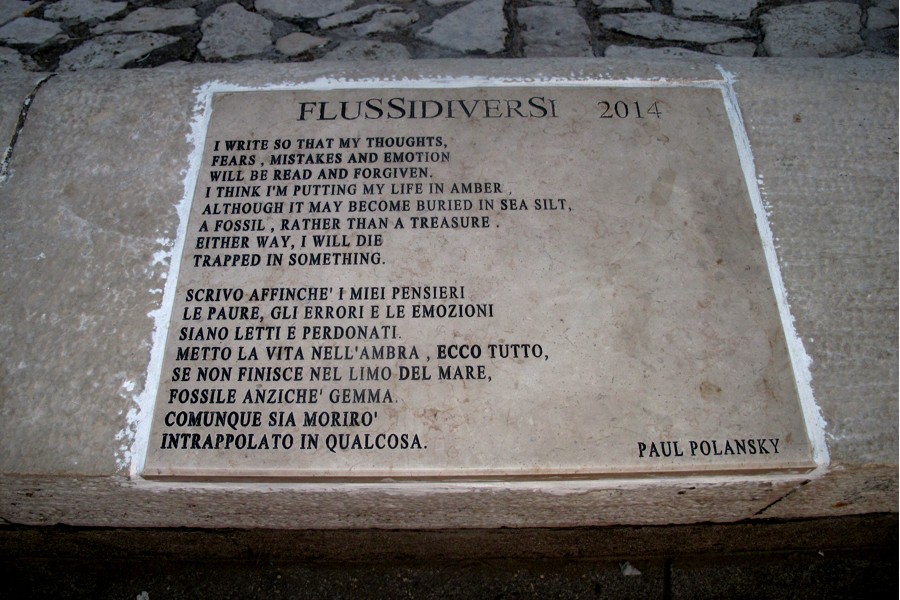 FLUSSIDIVERSI 2014
I WRITE SO THAT MY THOUGHTS,
FEARS , MISTAKES AND EMOTION
WILL BE READ AND FORGIVEN.
I THINK I'M PUTTING MY LIFE IN AMBER ,
ALTHOUGH IT MAY BECOME BURIED IN SEA SILT,
A FOSSIL , RATHER THAN A TREASURE .
EITHER WAY, I WILL DIE
TRAPPED IN SOMETHING.
SCRIVO AFFINCHE' I MIEI PENSIERI
LE PAURE, GLI ERRORI E LE EMOZIONI
SIANO LETTI E PERDONATI.
METTO LA VITA NELL'AMBRA , ECCO TUTTO,
SE NON FINISCE NEL LIMO DEL MARE,
FOSSILE ANZICHE' GEMMA.
COMUNQUE SIA MORIRO'
INTRAPPOLATO IN QUALCOSA.
PAUL POLANSKY